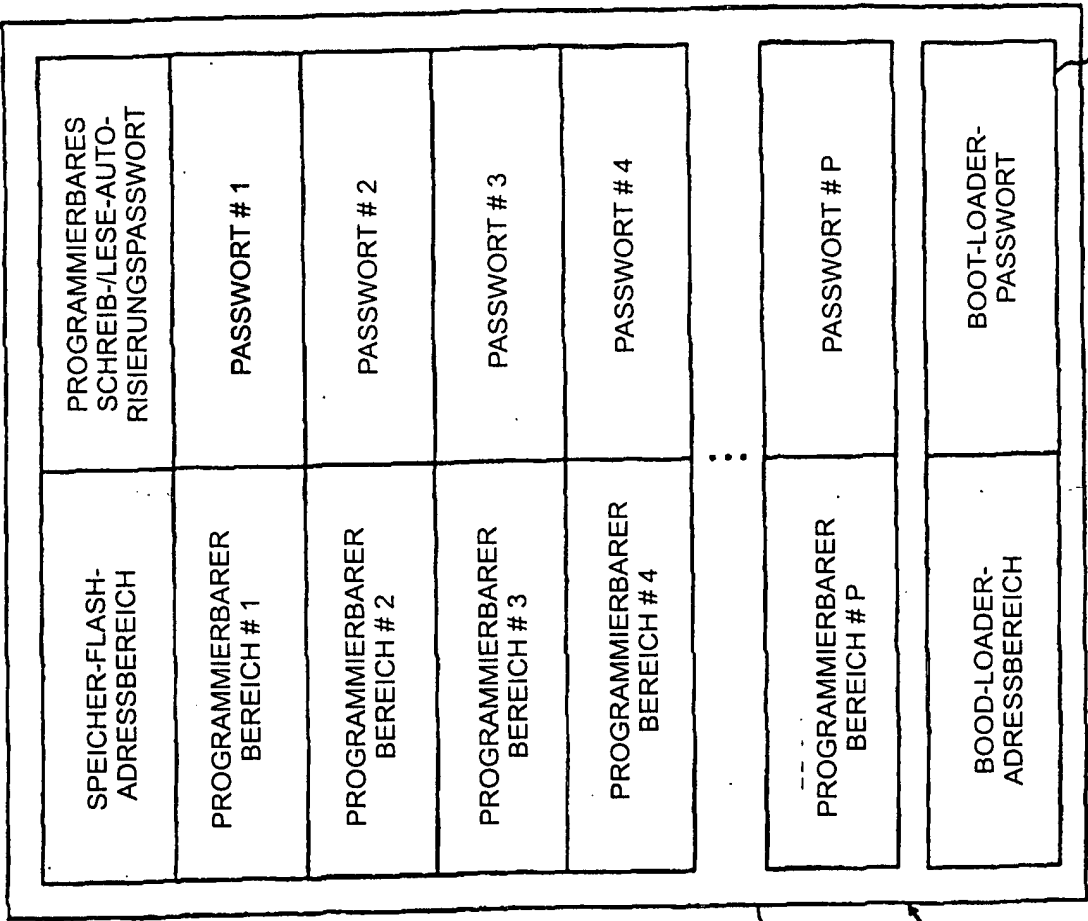 SPEICHER-FLASH-
ADRESSBEREICH
PROGRAMMIERBARES
SCHREIB-/LESE-AUTO-
RISIERUNGSPASSWORT
PROGRAMMIERBARER
BEREICH # 1
PASSWORT # 1
PROGRAMMIERBARER
BEREICH # 2
PASSWORT # 2
PROGRAMMIERBARER
BEREICH # 3
PASSWORT # 3
PROGRAMMIERBARER
BEREICH # 4
PASSWORT # 4
...
PROGRAMMIERBARER
BEREICH # P
PASSWORT # P
BOOD-LOADER-
ADRESSBEREICH
BOOT-LOADER-
PASSWORT